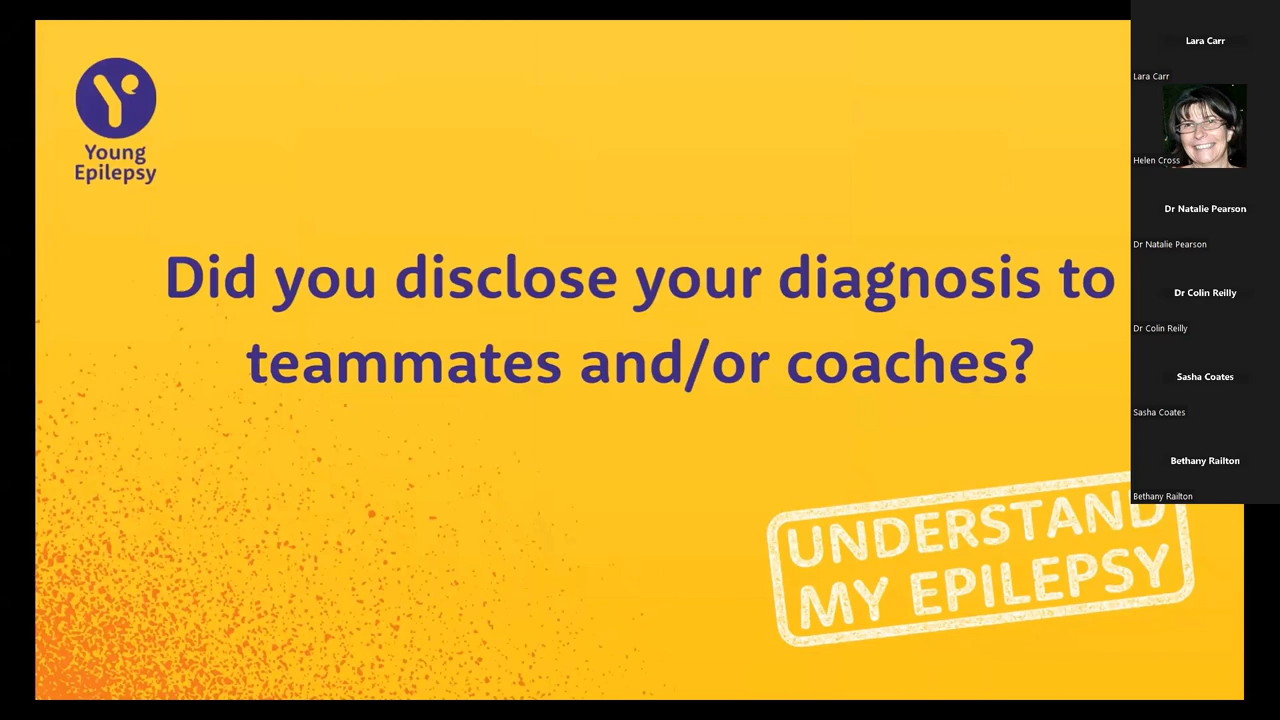 Young
Epilepsy
Did you disclose your diagnosis to
teammates and/or coaches?
UNDERSTAND
MY EPILEPSY
Lara Carr
Lara Carr
Helen Cross
Dr Natalie Pearson
Dr Natalie Pearson
Dr Colin Reilly
Dr Colin Reilly
Sasha Coates
Sasha Coates
Bethany Railton
Bethany Railton